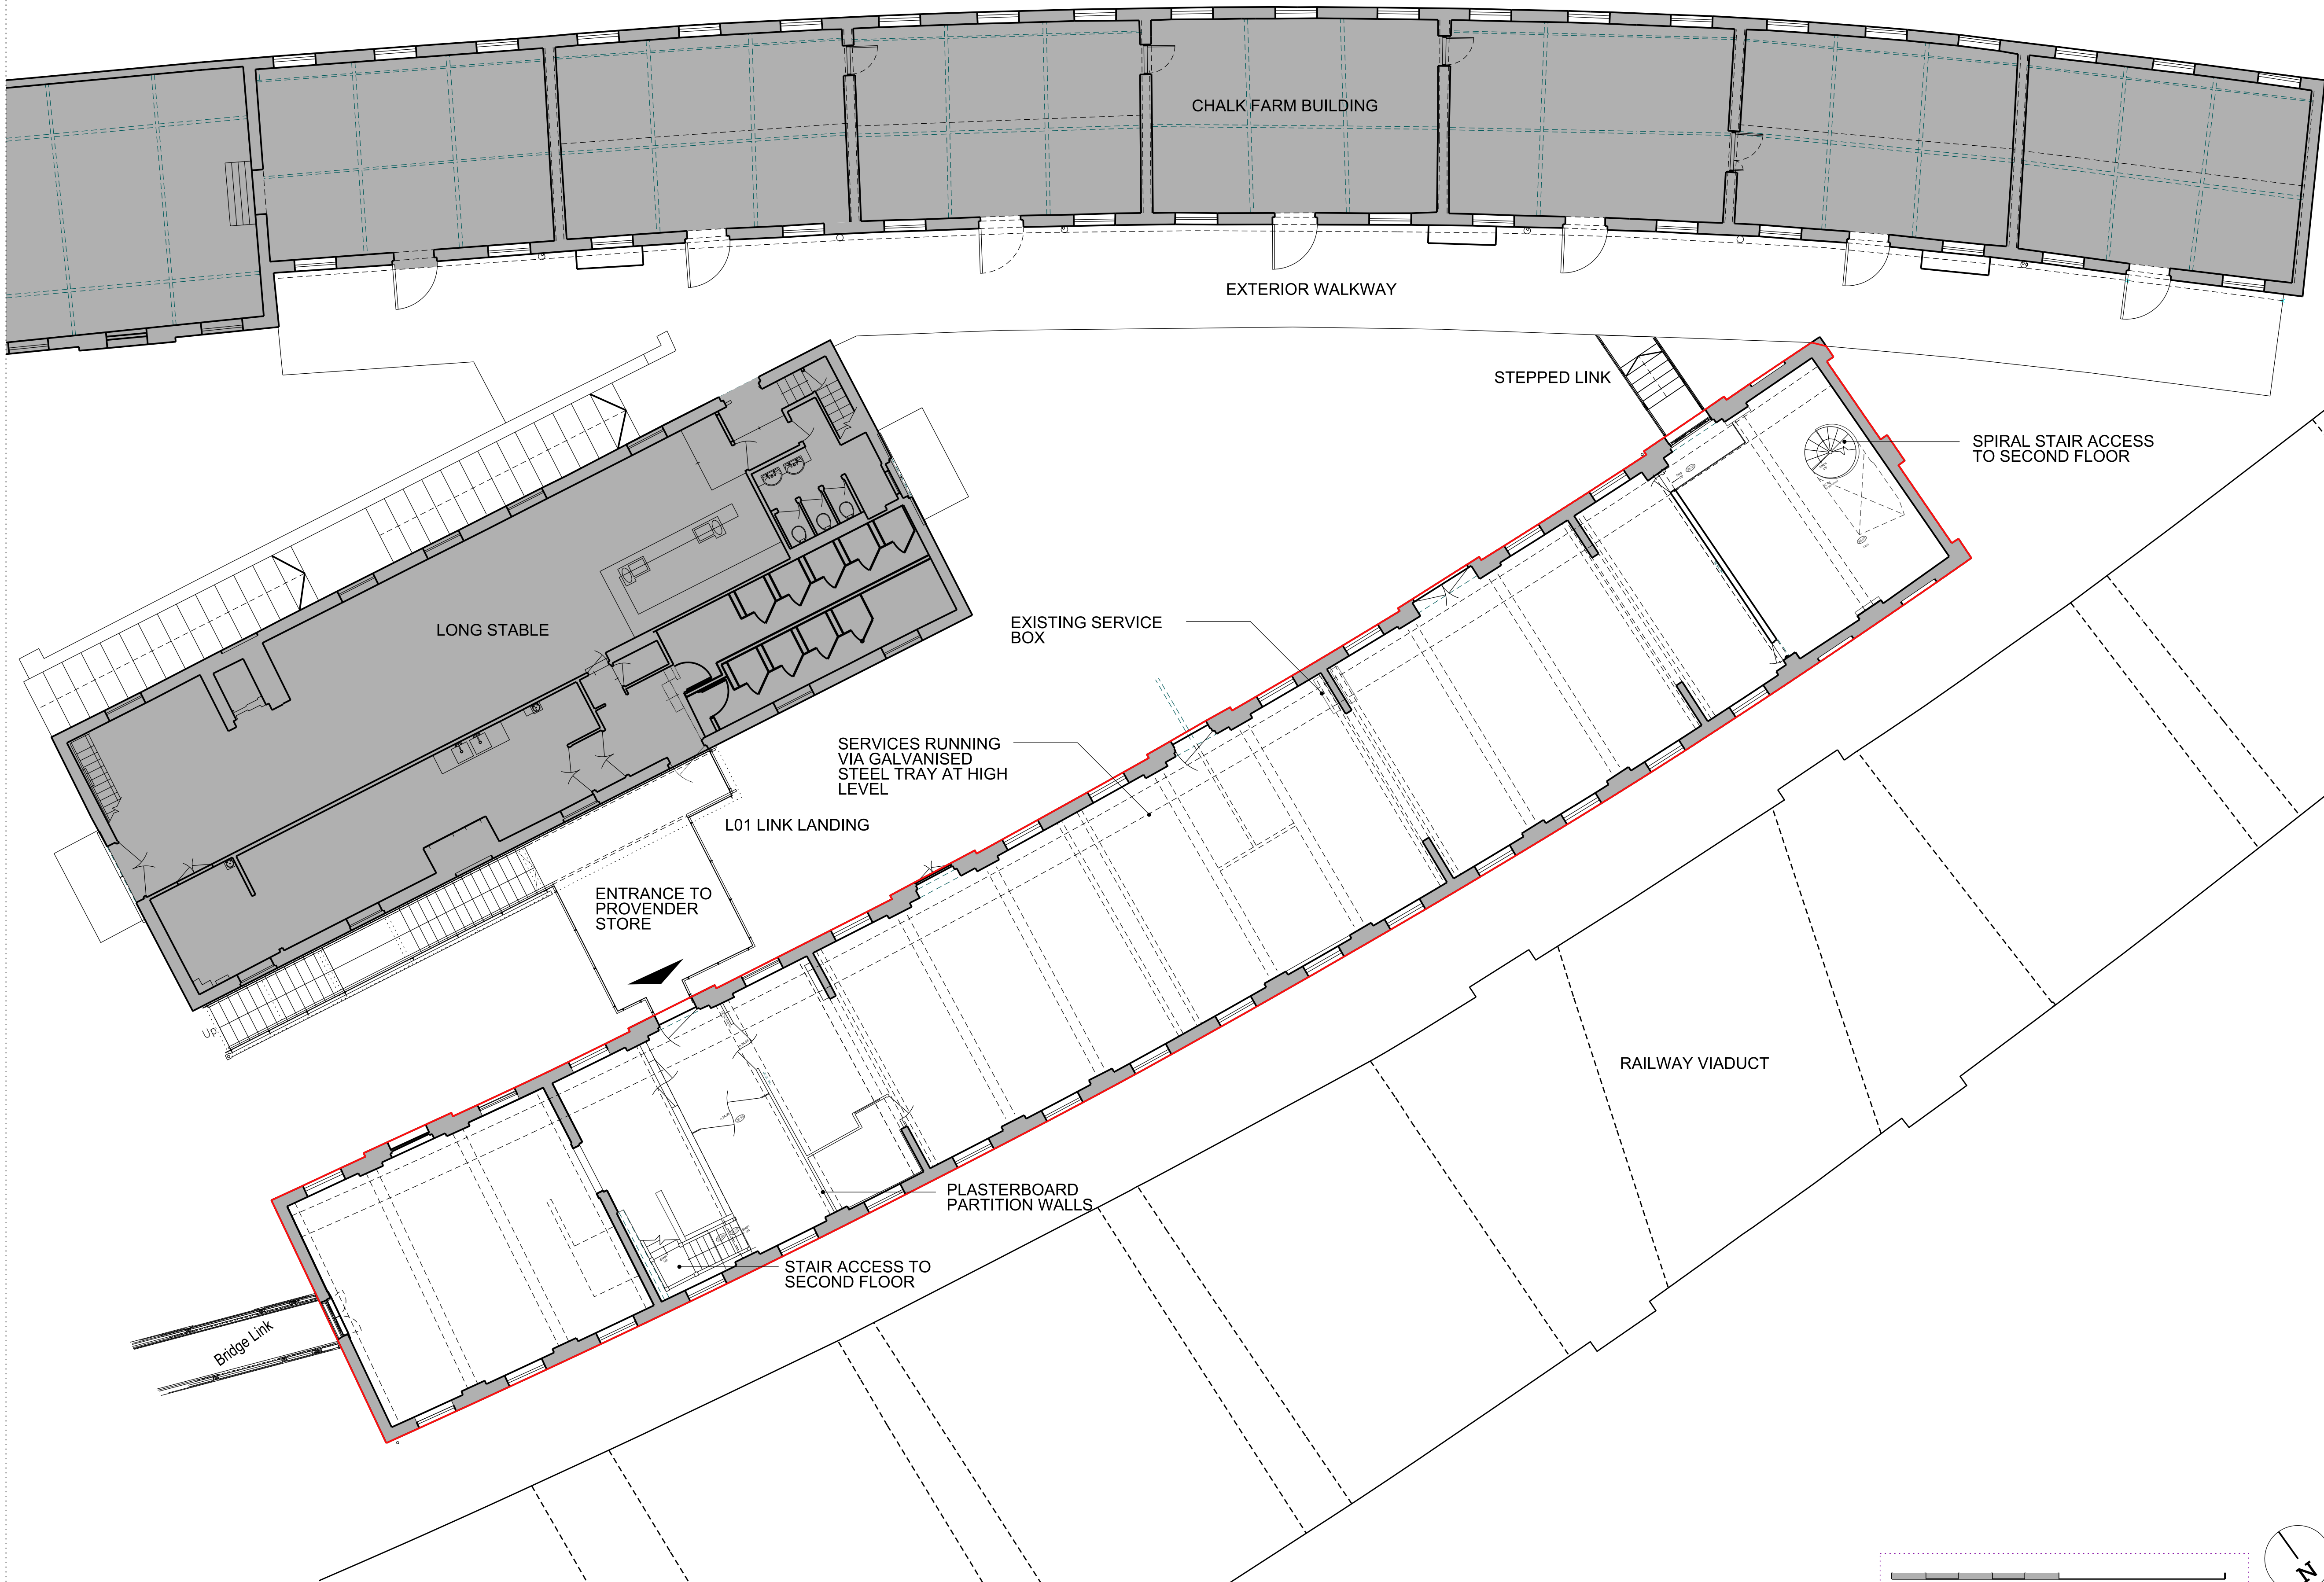 CHALK FARM BUILDING
EXTERIOR WALKWAY
STEPPED LINK
SPIRAL STAIR ACCESS
TO SECOND FLOOR
LONG STABLE
EXISTING SERVICE
BOX
SERVICES RUNNING
VIA GALVANISED
STEEL TRAY AT HIGH
LEVEL
L01 LINK LANDING
ENTRANCE TO
PROVENDER
STORE
Up
RAILWAY VIADUCT
PLASTERBOARD
PARTITION WALLS
STAIR ACCESS TO
SECOND FLOOR
Bridge Link
N